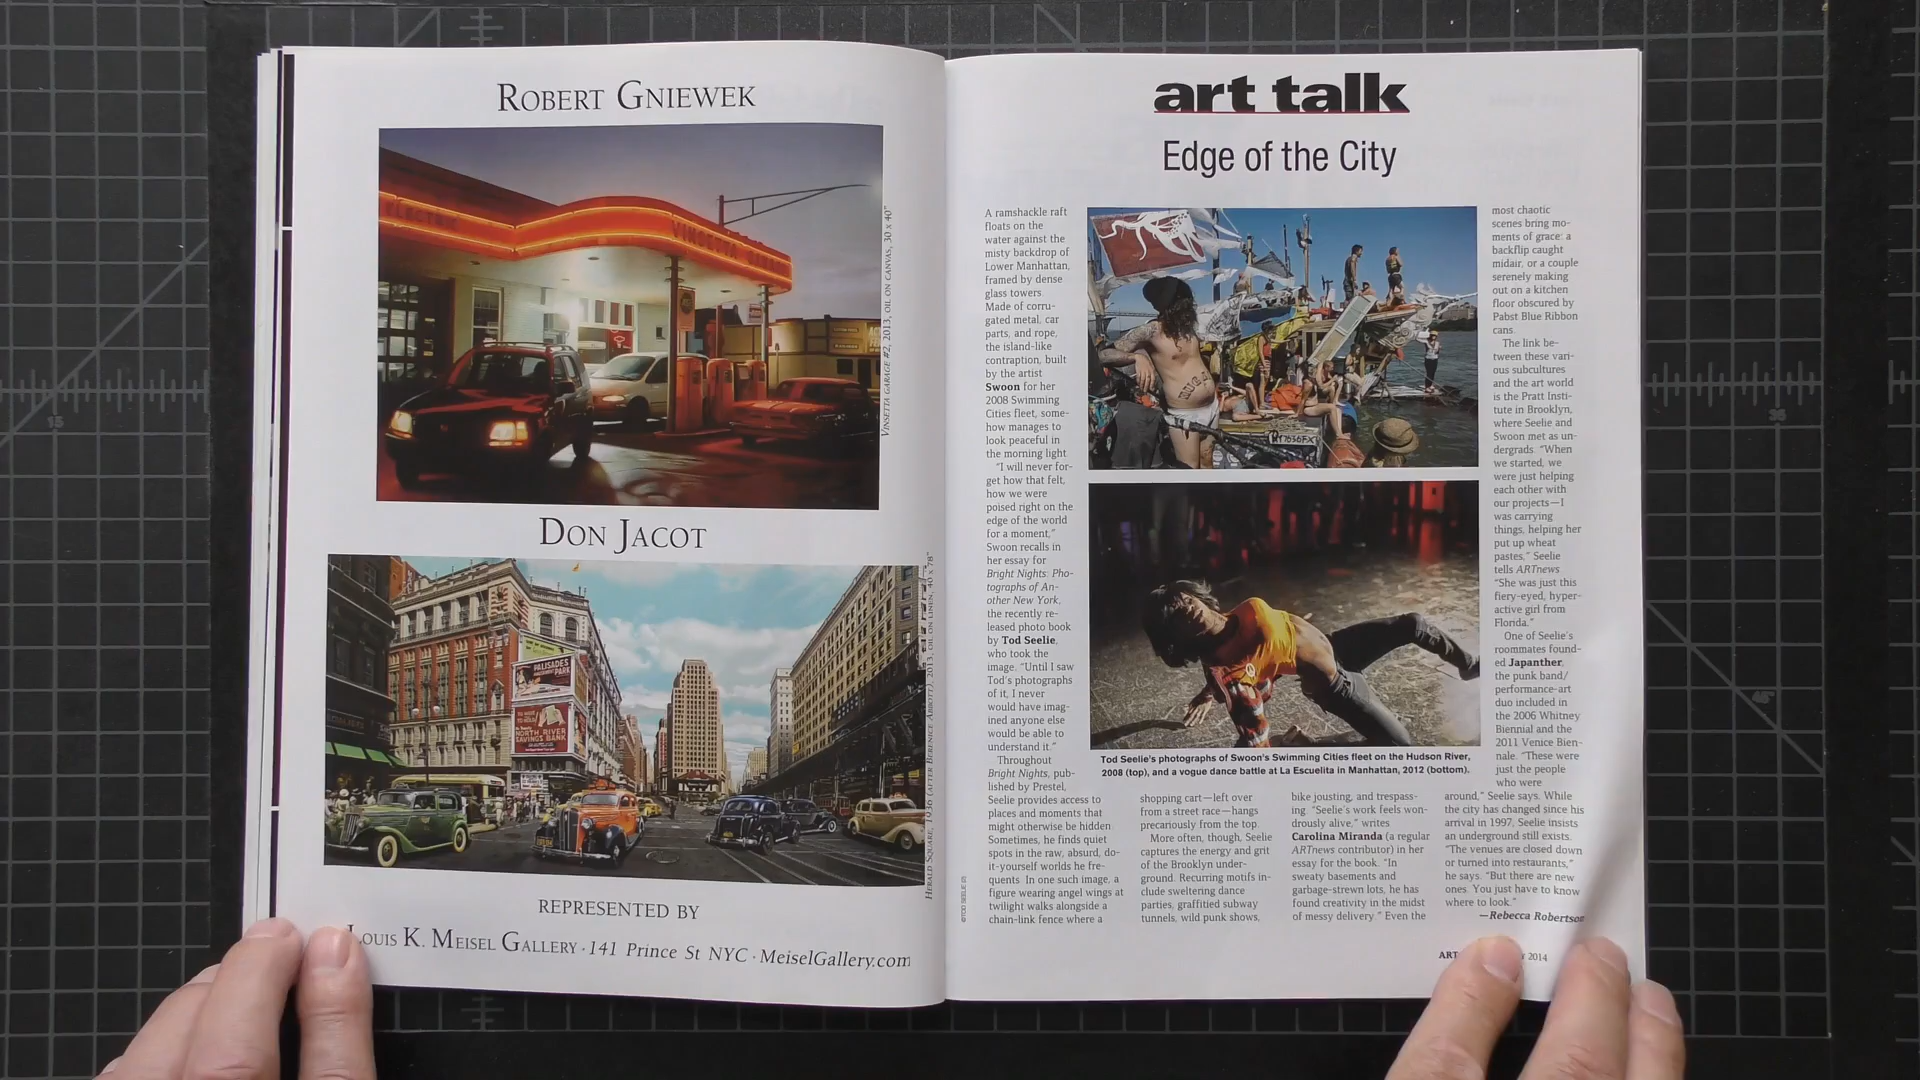 ROBERT GNIEWEK
ELECTRIC
VINSETTA GARAGE
VINSETTA GARAGE #2, 2013, OIL ON CANVAS, 30 x 40"
DON JACOT
PALISADES
PARK
NORTH RIVER
SAVINGS BANK
HERALD SQUARE, 1936 (AFTER BERENICE ABBOTT), 2013, OIL ON LINEN, 40 x 78"
REPRESENTED BY
LOUIS K. MEISEL GALLERY · 141 Prince St NYC · MeiselGallery.com
art talk
Edge of the City
A ramshackle raft
floats on the
water against the
misty backdrop of
Lower Manhattan,
framed by dense
glass towers.
Made of corru-
gated metal, car
parts, and rope,
the island-like
contraption, built
by the artist
Swoon for her
2008 Swimming
Cities fleet, some-
how manages to
look peaceful in
the morning light.
"I will never for-
get how that felt,
how we were
poised right on the
edge of the world
for a moment,"
Swoon recalls in
her essay for
Bright Nights: Pho-
tographs of An-
other New York,
the recently re-
leased photo book
by Tod Seelie,
who took the
image. "Until I saw
Tod's photographs
of it, I never
would have imag-
ined anyone else
would be able to
understand it."
Throughout
Bright Nights, pub-
lished by Prestel,
Seelie provides access to
places and moments that
might otherwise be hidden.
Sometimes, he finds quiet
spots in the raw, absurd, do-
it-yourself worlds he fre-
quents. In one such image, a
figure wearing angel wings at
twilight walks alongside a
chain-link fence where a
©TOD SEELIE (2)
Tod Seelie's photographs of Swoon's Swimming Cities fleet on the Hudson River,
2008 (top), and a vogue dance battle at La Escuelita in Manhattan, 2012 (bottom).
shopping cart—left over
from a street race—hangs
precariously from the top.
More often, though, Seelie
captures the energy and grit
of the Brooklyn under-
ground. Recurring motifs in-
clude sweltering dance
parties, graffitied subway
tunnels, wild punk shows,
bike jousting, and trespass-
ing. "Seelie's work feels won-
drously alive," writes
Carolina Miranda (a regular
ARTnews contributor) in her
essay for the book. "In
sweaty basements and
garbage-strewn lots, he has
found creativity in the midst
of messy delivery." Even the
most chaotic
scenes bring mo-
ments of grace: a
backflip caught
midair, or a couple
serenely making
out on a kitchen
floor obscured by
Pabst Blue Ribbon
cans.
The link be-
tween these vari-
ous subcultures
and the art world
is the Pratt Insti-
tute in Brooklyn,
where Seelie and
Swoon met as un-
dergrads. "When
we started, we
were just helping
each other with
our projects—I
was carrying
things, helping her
put up wheat
pastes," Seelie
tells ARTnews.
"She was just this
fiery-eyed, hyper-
active girl from
Florida."
One of Seelie's
roommates found-
ed Japanther,
the punk band/
performance-art
duo included in
the 2006 Whitney
Biennial and the
2011 Venice Bien-
nale. "These were
just the people
who were
around," Seelie says. While
the city has changed since his
arrival in 1997, Seelie insists
an underground still exists.
"The venues are closed down
or turned into restaurants,"
he says. "But there are new
ones. You just have to know
where to look."
—Rebecca Robertson
ART 2014